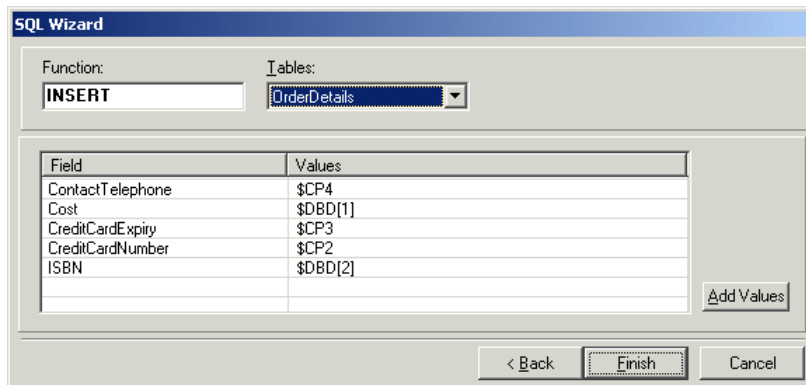 SQL Wizard
Function: Tables:
INSERT OrderDetails
Field Values
ContactTelephone $CP4
Cost $DBD[1]
CreditCardExpiry $CP3
CreditCardNumber $CP2
ISBN $DBD[2]
Add Values
< Back Finish Cancel